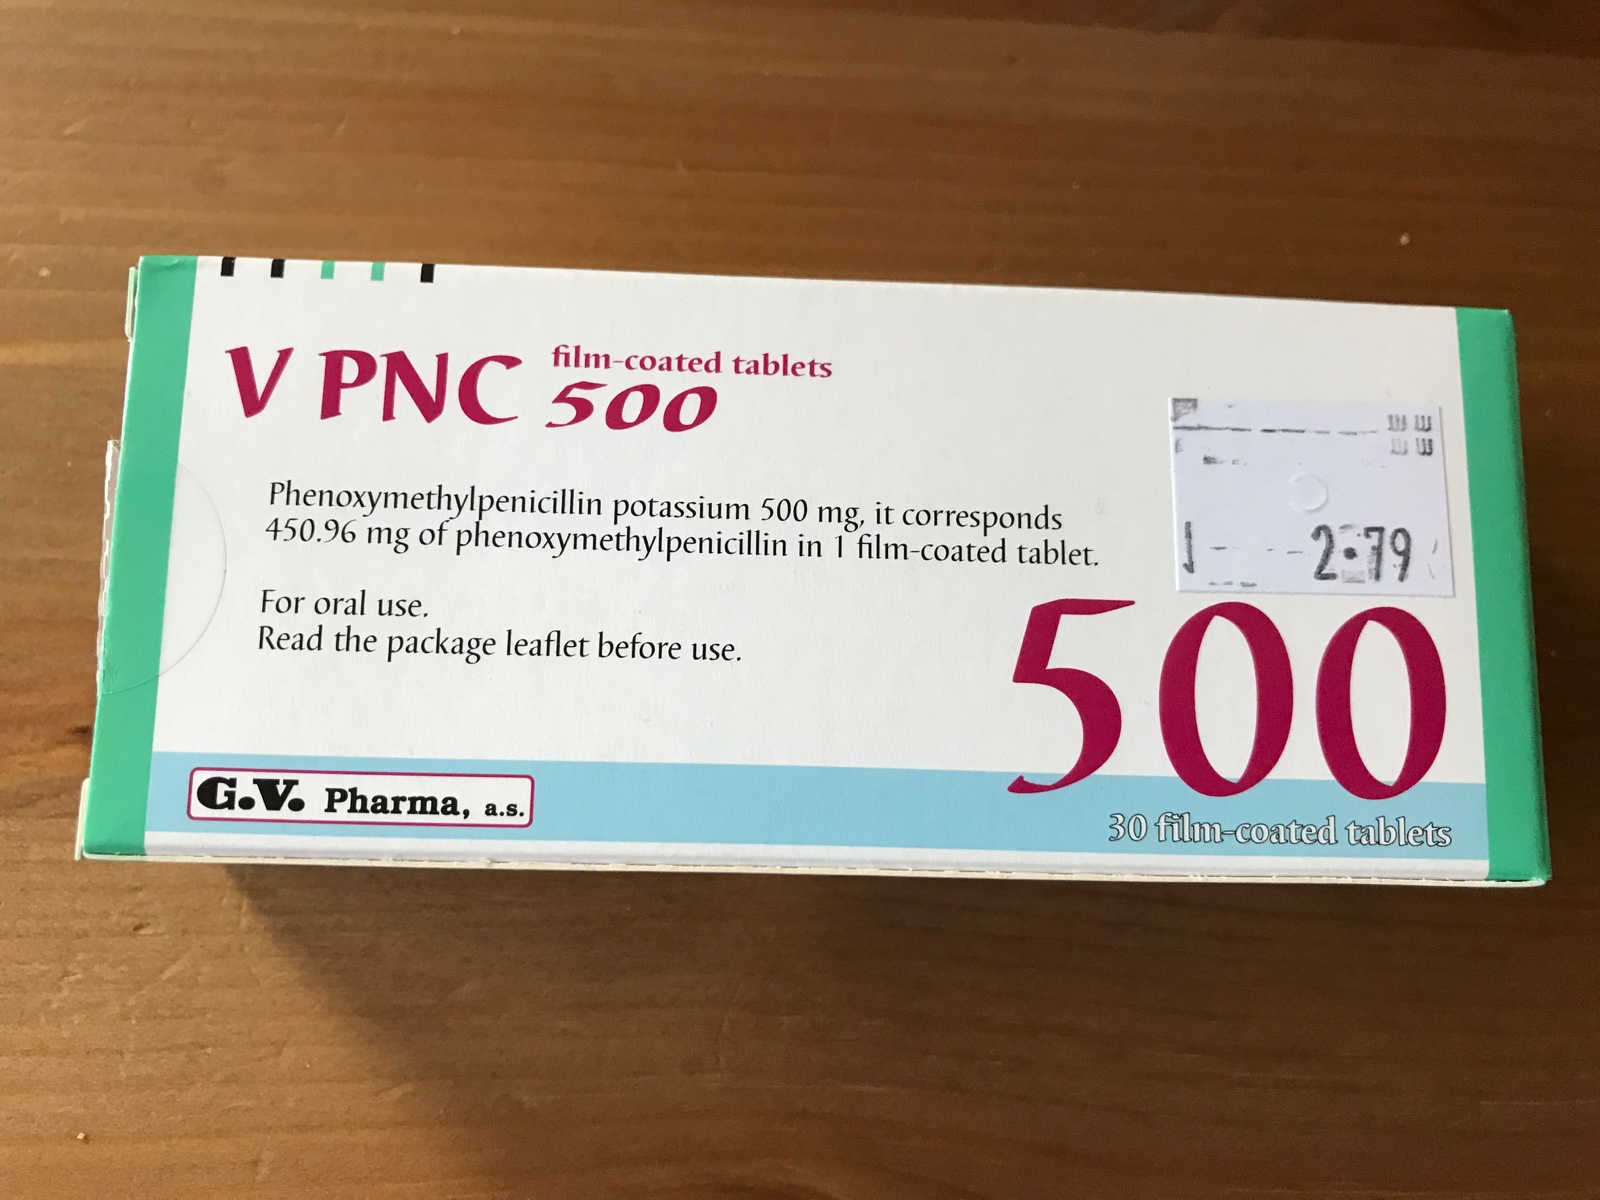 V PNC film-coated tablets
500
Phenoxymethylpenicillin potassium 500 mg, it corresponds
450.96 mg of phenoxymethylpenicillin in 1 film-coated tablet.
For oral use.
Read the package leaflet before use.
2.79
500
G.V. Pharma, a.s.
30 film-coated tablets